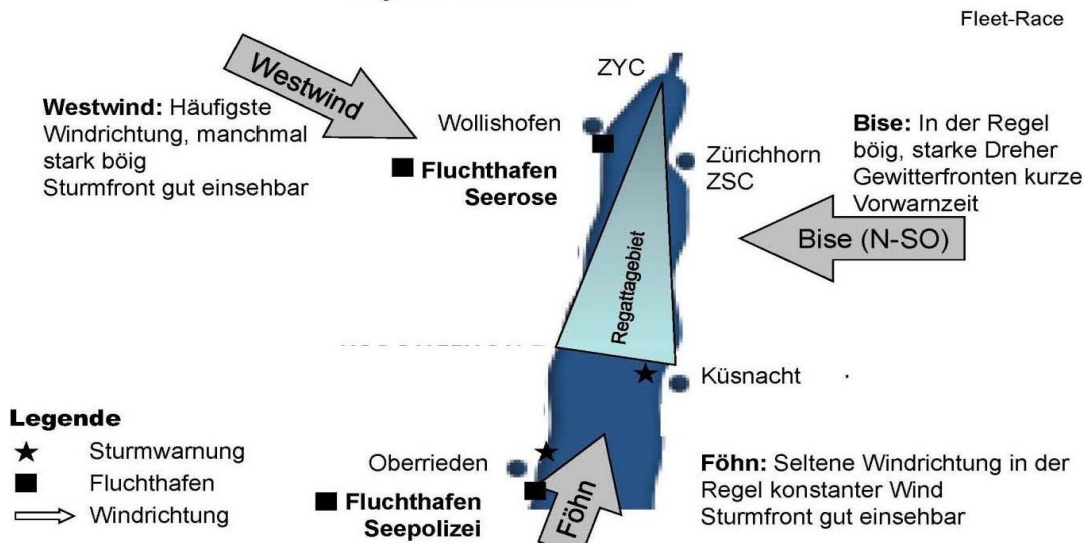 Fleet-Race
ZYC
Westwind
Westwind: Häufigste
Windrichtung, manchmal
stark böig
Sturmfront gut einsehbar
Wollishofen
Fluchthafen
Seerose
Zürichhorn
ZSC
Bise: In der Regel
böig, starke Dreher
Gewitterfronten kurze
Vorwarnzeit
Bise (N-SO)
Regattagebiet
Küsnacht
Legende
Sturmwarnung
Fluchthafen
Windrichtung
Oberrieden
Fluchthafen
Seepolizei
Föhn
Föhn: Seltene Windrichtung in der
Regel konstanter Wind
Sturmfront gut einsehbar